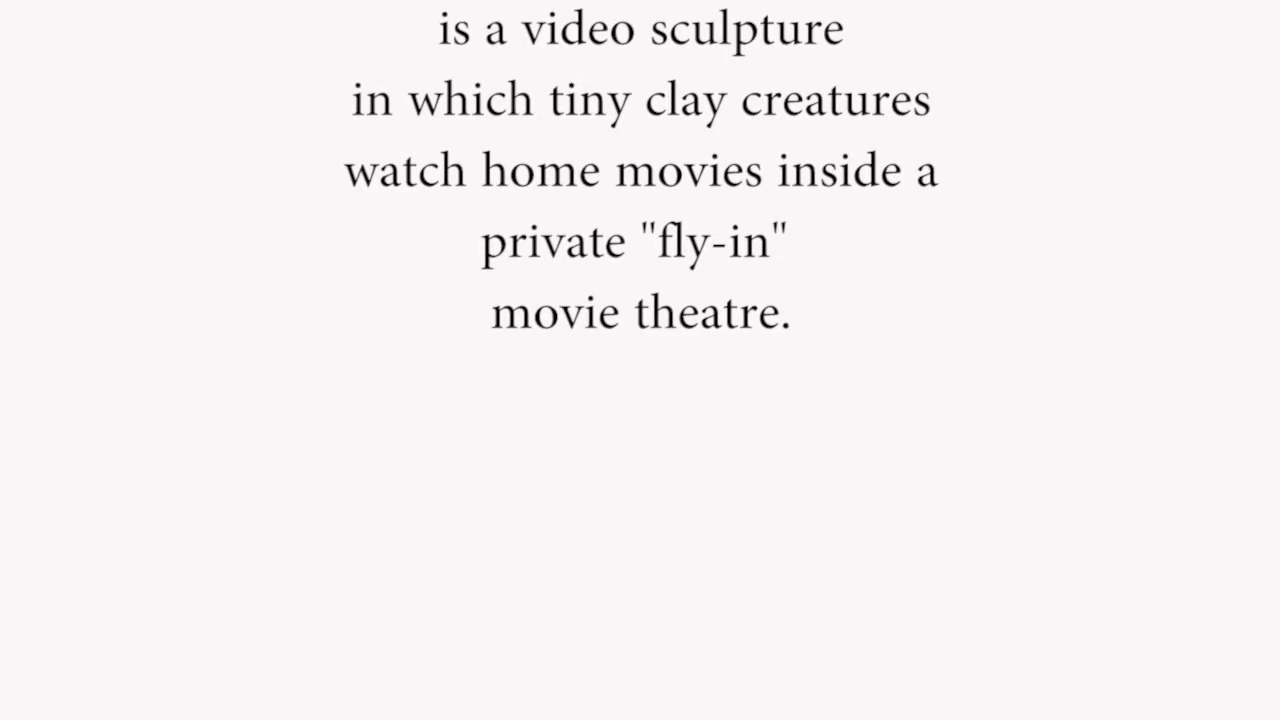 is a video sculpture
in which tiny clay creatures
watch home movies inside a
private "fly-in"
movie theatre.